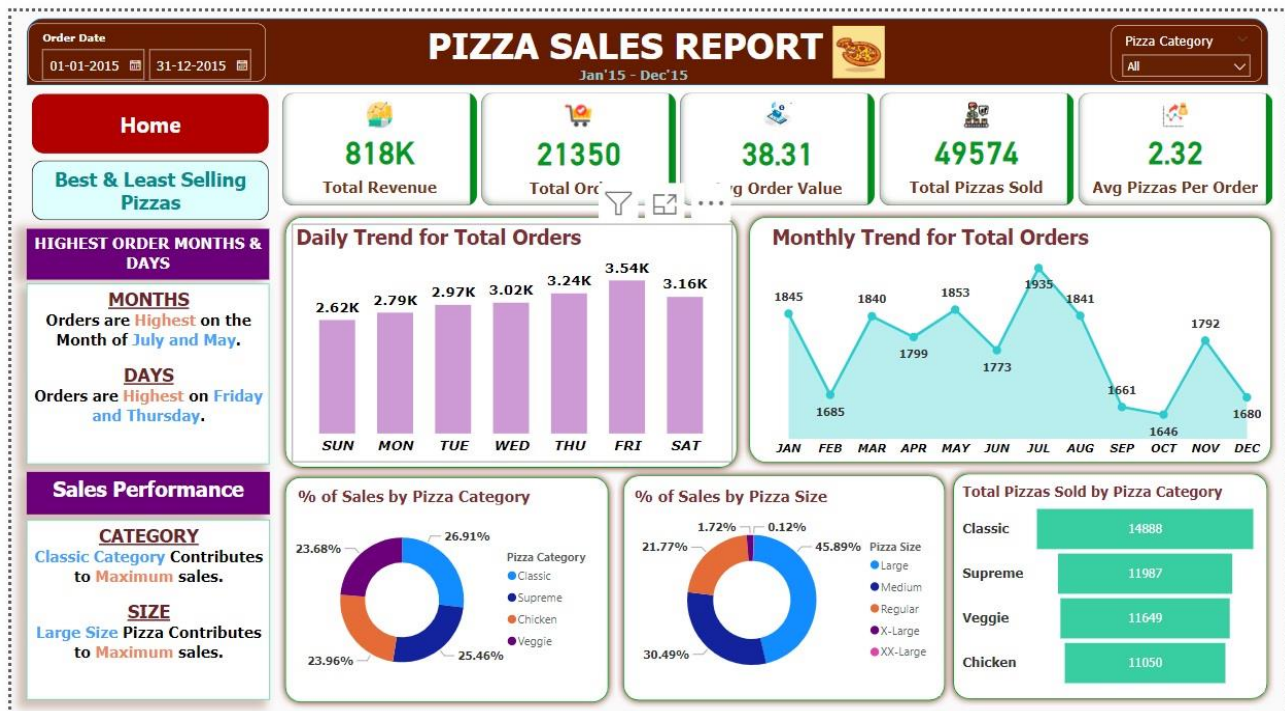 Order Date
01-01-2015
31-12-2015
PIZZA SALES REPORT
Jan'15 - Dec'15
Pizza Category
All
Home
Best & Least Selling
Pizzas
818K
Total Revenue
21350
Total
38.31
Order Value
49574
Total Pizzas Sold
2.32
Avg Pizzas Per Order
HIGHEST ORDER MONTHS &
DAYS
MONTHS
Orders are Highest on the
Month of July and May.
DAYS
Orders are Highest on Friday
and Thursday.
Daily Trend for Total Orders
2.62K
2.79K
2.97K
3.02K
3.24K
3.54K
3.16K
SUN MON TUE WED THU FRI SAT
Monthly Trend for Total Orders
1845
1685
1840
1799
1853
1773
1935
1841
1661
1646
1792
1680
JAN FEB MAR APR MAY JUN JUL AUG SEP OCT NOV DEC
Sales Performance
CATEGORY
Classic Category Contributes
to Maximum sales.
SIZE
Large Size Pizza Contributes
to Maximum sales.
% of Sales by Pizza Category
26.91%
25.46%
23.96%
23.68%
Pizza Category
Classic
Supreme
Chicken
Veggie
% of Sales by Pizza Size
1.72%
0.12%
45.89%
30.49%
21.77%
Pizza Size
Large
Medium
Regular
X-Large
XX-Large
Total Pizzas Sold by Pizza Category
Classic 14888
Supreme 11987
Veggie 11649
Chicken 11050